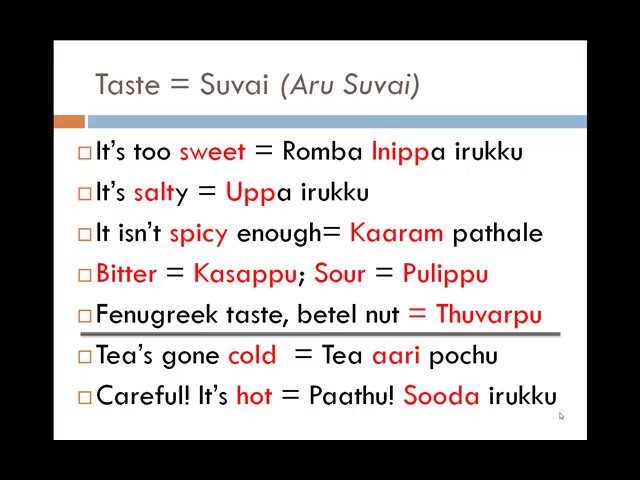 Taste = Suvai (Aru Suvai)
It's too sweet = Romba Inippa irukku
It's salty = Uppa irukku
It isn't spicy enough= Kaaram pathale
Bitter = Kasappu; Sour = Pulippu
Fenugreek taste, betel nut = Thuvarpu
Tea's gone cold = Tea aari pochu
Careful! It's hot = Paathu! Sooda irukku